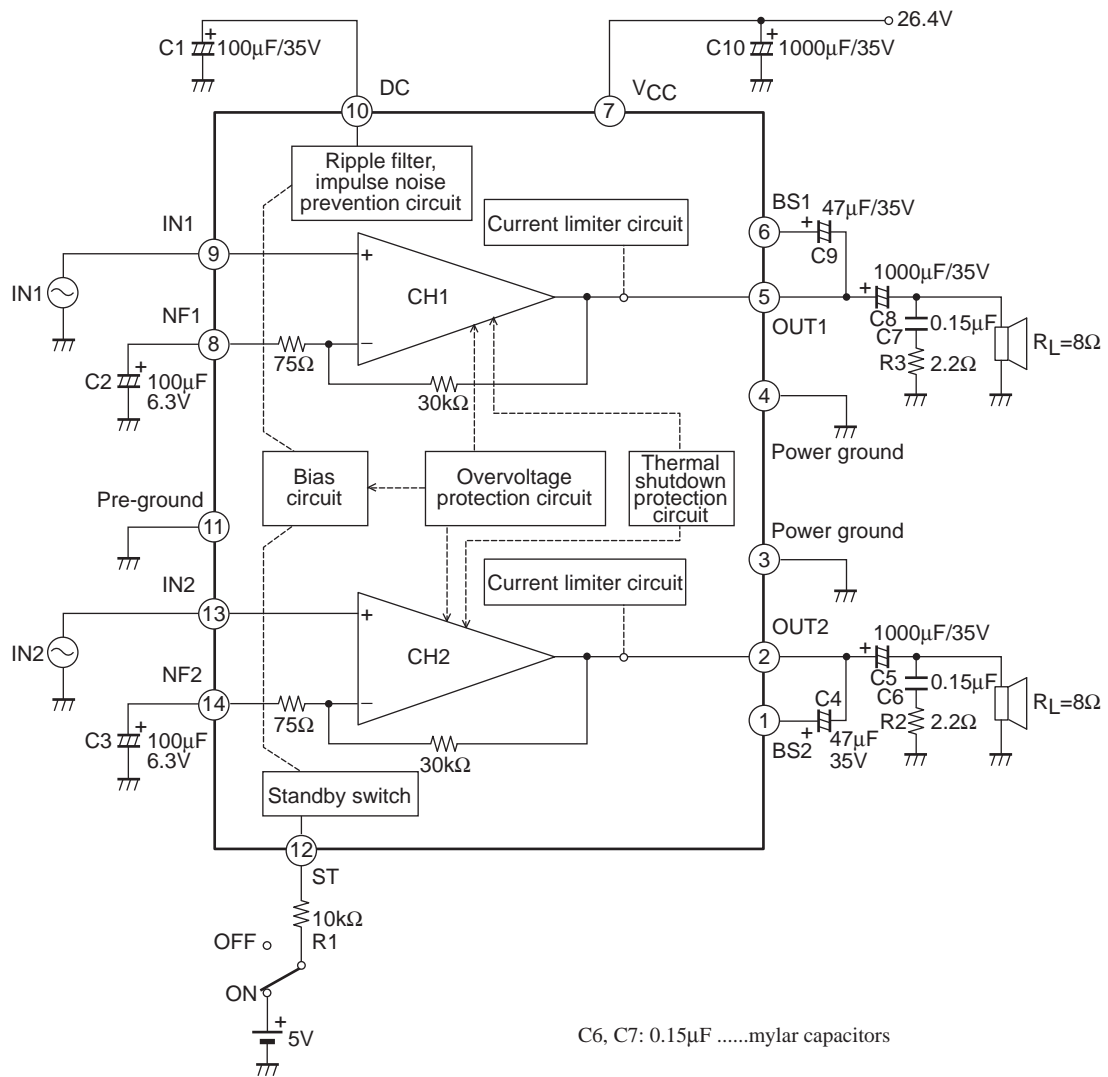 C1
+
100µF/35V
C10
+
1000µF/35V
26.4V
DC
VCC
10
7
Ripple filter,
impulse noise
prevention circuit
Current limiter circuit
BS1
47µF/35V
+
6
C9
IN1
9
IN1
+
CH1
−
1000µF/35V
+
5
OUT1
C8
C7
0.15µF
R3
2.2Ω
RL=8Ω
NF1
8
75Ω
30kΩ
C2
+
100µF
6.3V
4
Power ground
Bias
circuit
Overvoltage
protection circuit
Thermal
shutdown
protection
circuit
Pre-ground
11
Power ground
3
Current limiter circuit
IN2
13
IN2
+
CH2
−
OUT2
2
1000µF/35V
+
C5
C6
0.15µF
R2
2.2Ω
RL=8Ω
NF2
14
75Ω
30kΩ
C3
+
100µF
6.3V
1
BS2
C4
+
47µF
35V
Standby switch
12
ST
10kΩ
R1
OFF
ON
+
5V
C6, C7: 0.15µF ......mylar capacitors